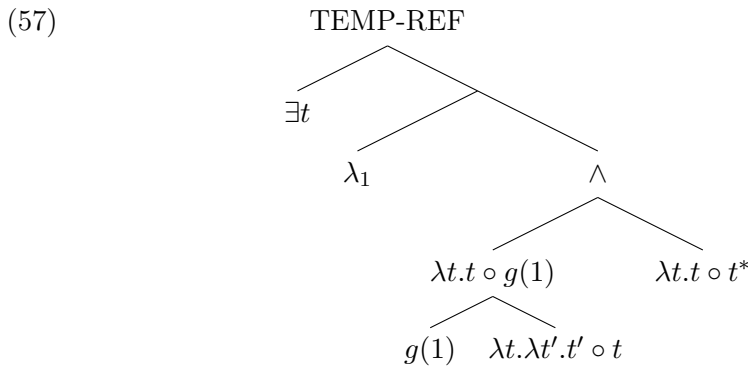 (57) TEMP-REF
∃t
λ₁ ∧
λt.t ∘ g(1) λt.t ∘ t*
g(1) λt.λt′.t′ ∘ t